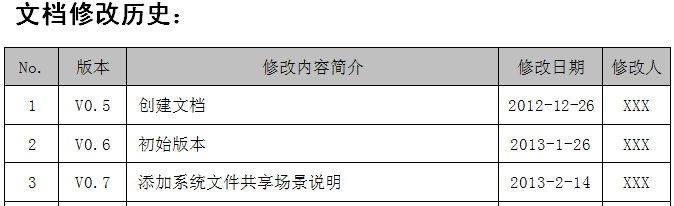 文档修改历史：
No. 版本 修改内容简介 修改日期 修改人
1 V0.5 创建文档 2012-12-26 XXX
2 V0.6 初始版本 2013-1-26 XXX
3 V0.7 添加系统文件共享场景说明 2013-2-14 XXX